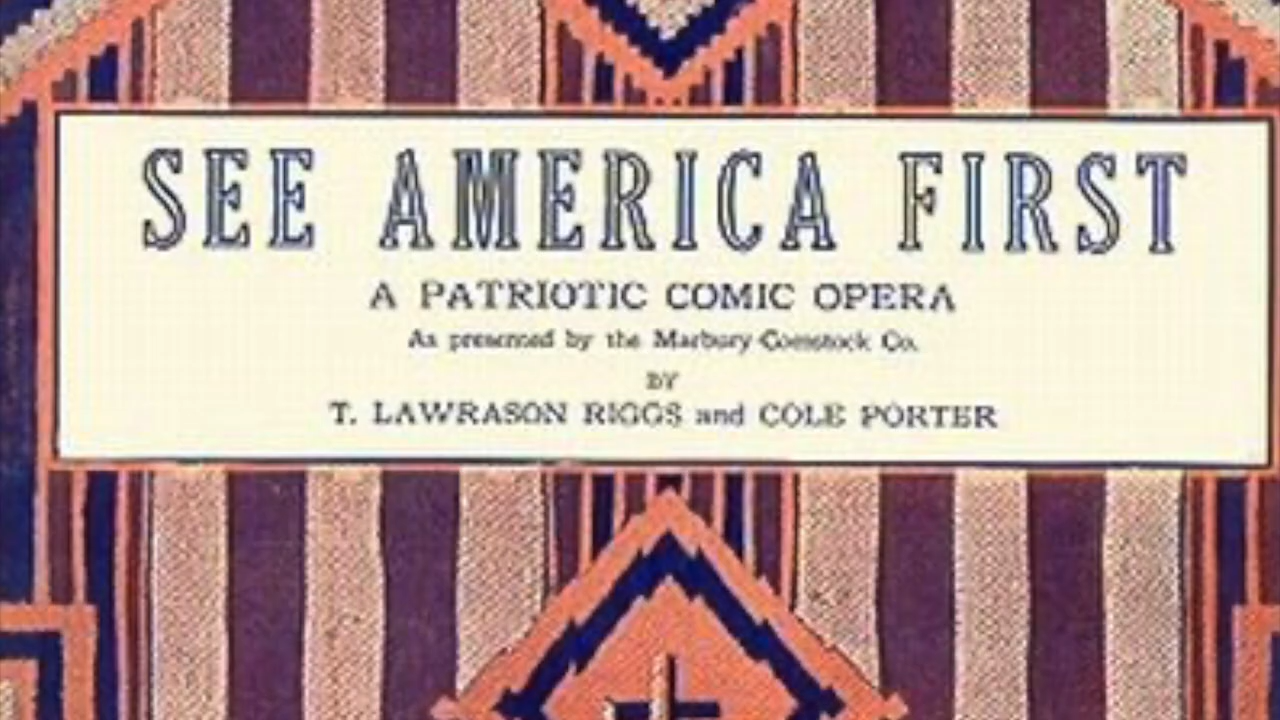 SEE AMERICA FIRST
A PATRIOTIC COMIC OPERA
As presented by the Marbury-Comstock Co.
BY
T. LAWRASON RIGGS and COLE PORTER